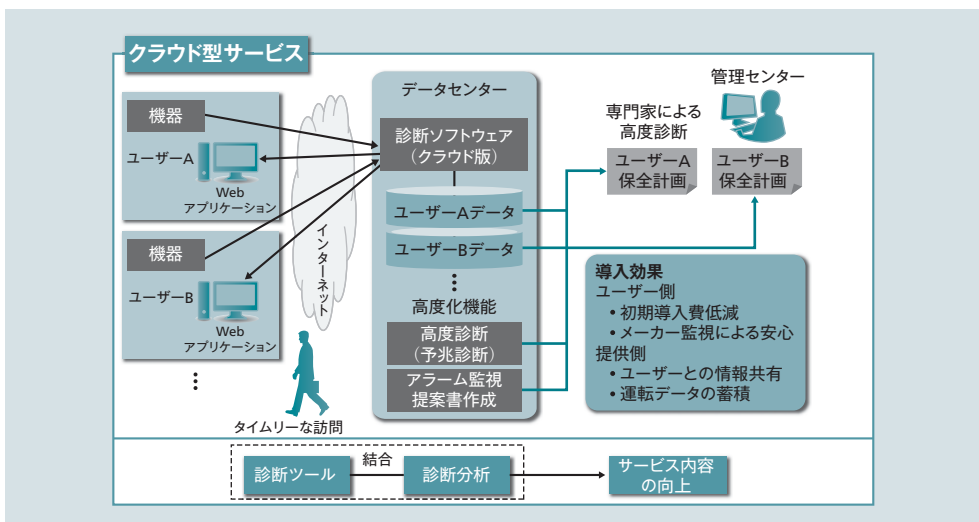 クラウド型サービス
機器
ユーザーA
Web
アプリケーション
機器
ユーザーB
Web
アプリケーション
インターネット
タイムリーな訪問
データセンター
診断ソフトウェア
(クラウド版)
ユーザーAデータ
ユーザーBデータ
高度化機能
高度診断
(予兆診断)
アラーム監視
提案書作成
管理センター
専門家による
高度診断
ユーザーA
保全計画
ユーザーB
保全計画
導入効果
ユーザー側
• 初期導入費低減
• メーカー監視による安心
提供側
• ユーザーとの情報共有
• 運転データの蓄積
診断ツール
結合
診断分析
サービス内容
の向上